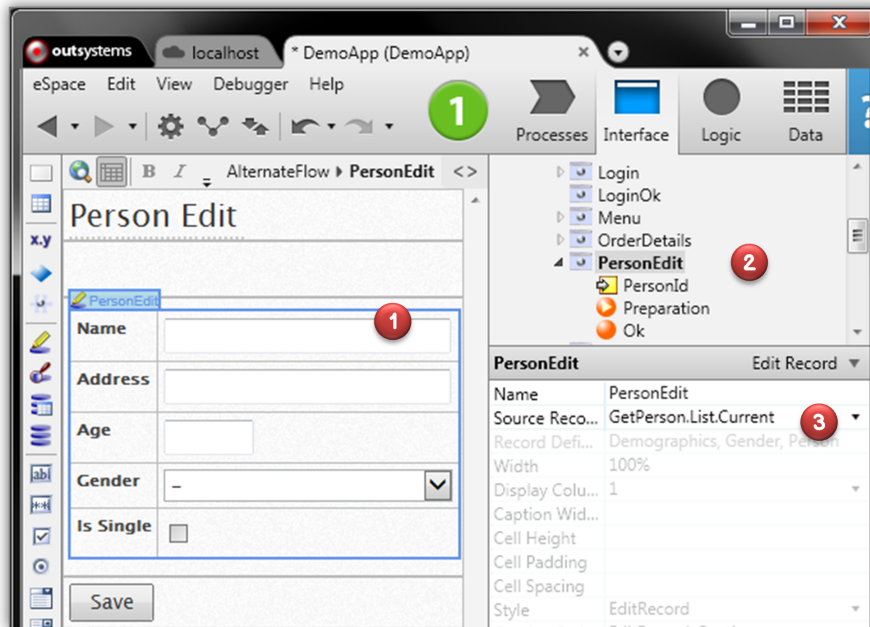 outsystems
localhost
* DemoApp (DemoApp)
eSpace Edit View Debugger Help
1
Processes Interface Logic Data
?
B I AlternateFlow PersonEdit <>
Person Edit
PersonEdit
Name
1
Address
Age
Gender
–
Is Single
Save
x.y
ab|
**
Login
LoginOk
Menu
OrderDetails
PersonEdit
2
PersonId
Preparation
Ok
PersonEdit Edit Record
Name PersonEdit
Source Reco... GetPerson.List.Current
3
Record Defi... Demographics, Gender, Person
Width 100%
Display Colu... 1
Caption Wid...
Cell Height
Cell Padding
Cell Spacing
Style EditRecord